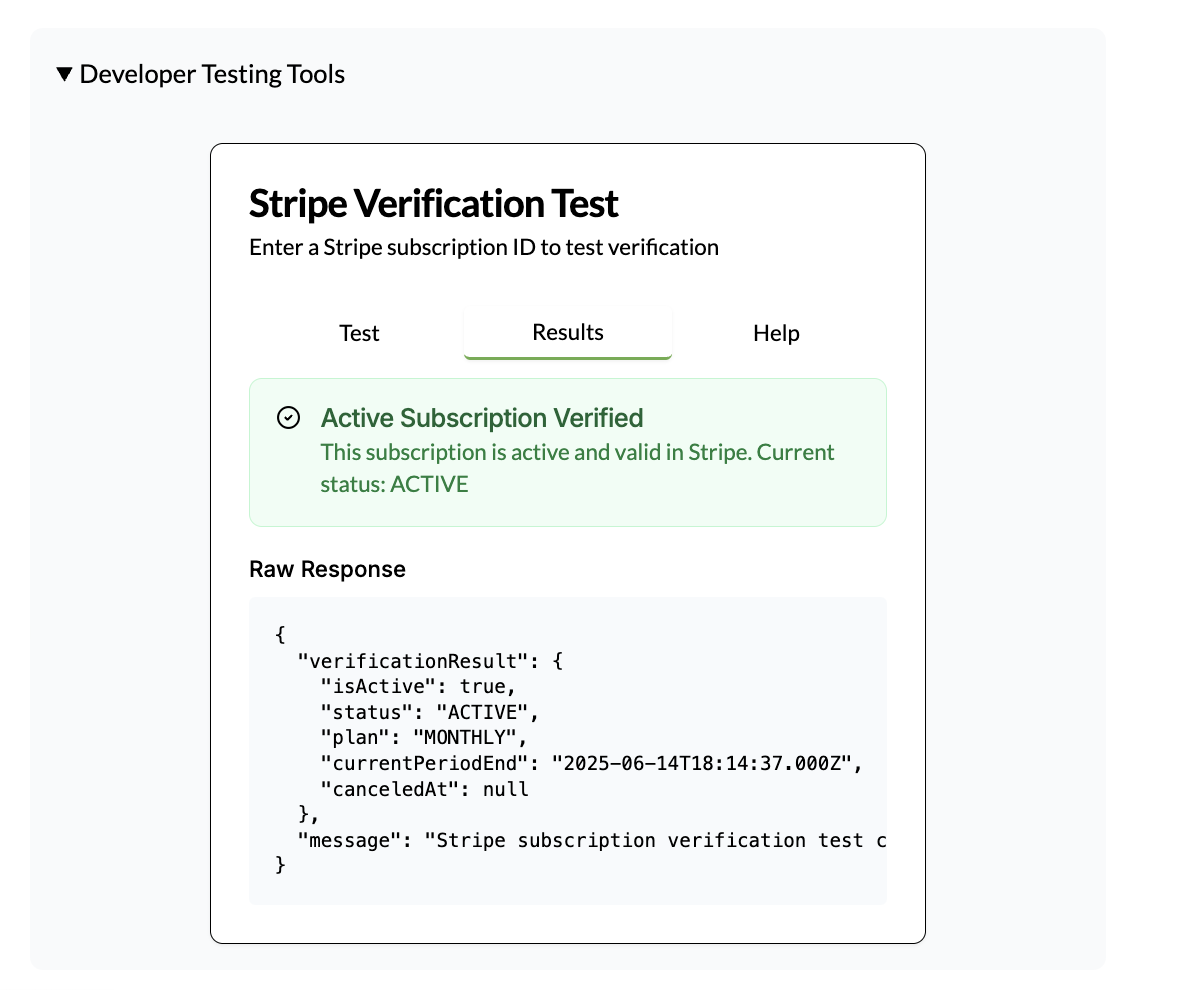 ▼ Developer Testing Tools
Stripe Verification Test
Enter a Stripe subscription ID to test verification
Test Results Help
Active Subscription Verified
This subscription is active and valid in Stripe. Current
status: ACTIVE
Raw Response
{
  "verificationResult": {
    "isActive": true,
    "status": "ACTIVE",
    "plan": "MONTHLY",
    "currentPeriodEnd": "2025-06-14T18:14:37.000Z",
    "canceledAt": null
  },
  "message": "Stripe subscription verification test c
}